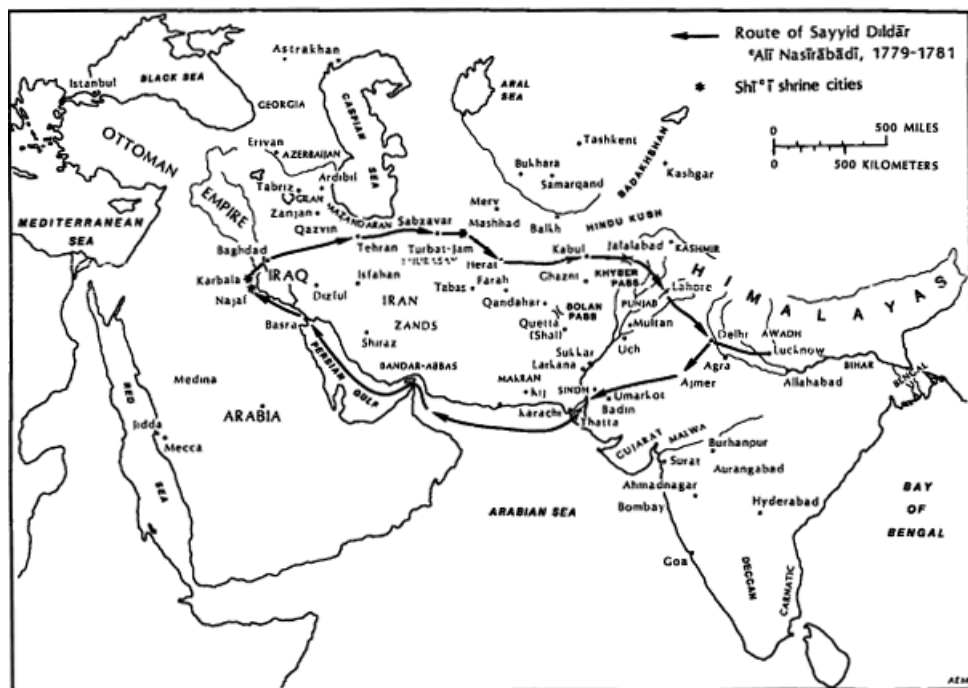 Route of Sayyid Dildār
ᶜAlī Nasīrābādī, 1779-1781
Shīᶜī shrine cities
0 500 MILES
0 500 KILOMETERS
Astrakhan
BLACK SEA
Istanbul
GEORGIA
CASPIAN
SEA
ARAL
SEA
OTTOMAN
EMPIRE
Erivan
AZERBAIJAN
Tabriz
Ardibil
GILAN
Zanjan
MAZANDARAN
Qazvin
Tehran
Sabzavar
Turbat-Jam
Merv
Mashhad
Bukhara
Samarqand
Tashkent
BADAKHSHAN
Kashgar
Balkh
HINDU KUSH
MEDITERRANEAN
SEA
Baghdad
Karbala
IRAQ
Najaf
Basra
Dizful
Isfahan
IRAN
ZANDS
Shiraz
Tabas
Herat
Farah
Qandahar
Kabul
Ghazni
Jalalabad
KHYBER
PASS
KASHMIR
PUNJAB
Lahore
BOLAN
PASS
Quetta
(Shal)
Multan
Uch
Sukkar
Larkana
HIMALAYAS
Delhi
AWADH
Lucknow
Agra
Ajmer
Allahabad
BIHAR
BENGAL
PERSIAN
GULF
BANDAR-ABBAS
MAKRAN
Kij
SINDH
Umarkot
Badin
Karachi
Thatta
Medina
ARABIA
Jidda
Mecca
RED
SEA
GUJARAT
MALWA
Burhanpur
Surat
Aurangabad
Ahmadnagar
Bombay
Hyderabad
ARABIAN SEA
BAY
OF
BENGAL
Goa
DECCAN
CARNATIC
AEM